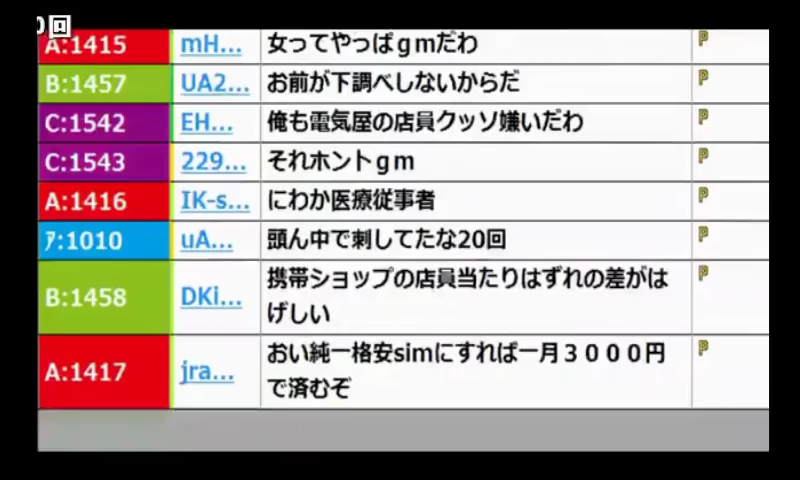 0回
A:1415 mH... 女ってやっぱｇｍだわ P
B:1457 UA2... お前が下調べしないからだ P
C:1542 EH... 俺も電気屋の店員クッソ嫌いだわ P
C:1543 229... それホントｇｍ P
A:1416 IK-s... にわか医療従事者 P
ｱ:1010 uA... 頭ん中で刺してたな20回 P
B:1458 DKi... 携帯ショップの店員当たりはずれの差がは P
げしい
A:1417 jra... おい純一格安simにすれば一月３０００円 P
で済むぞ